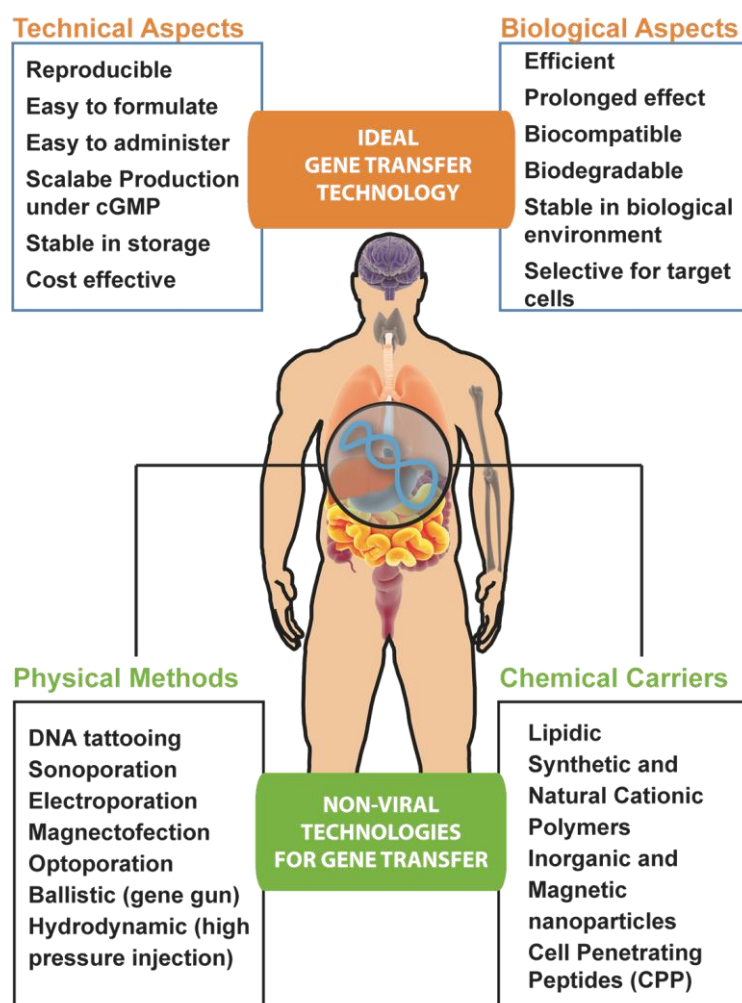 Technical Aspects
Reproducible
Easy to formulate
Easy to administer
Scalabe Production
under cGMP
Stable in storage
Cost effective
IDEAL
GENE TRANSFER
TECHNOLOGY
Biological Aspects
Efficient
Prolonged effect
Biocompatible
Biodegradable
Stable in biological
environment
Selective for target
cells
Physical Methods
DNA tattooing
Sonoporation
Electroporation
Magnectofection
Optoporation
Ballistic (gene gun)
Hydrodynamic (high
pressure injection)
NON-VIRAL
TECHNOLOGIES
FOR GENE TRANSFER
Chemical Carriers
Lipidic
Synthetic and
Natural Cationic
Polymers
Inorganic and
Magnetic
nanoparticles
Cell Penetrating
Peptides (CPP)